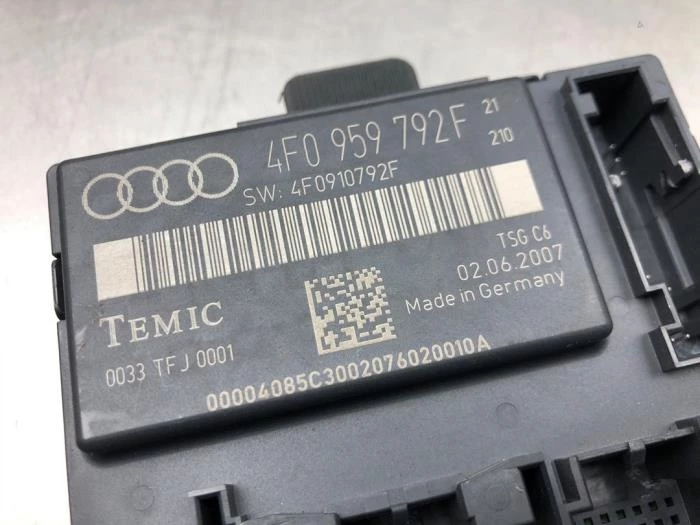 4F0 959 792F 21
210
SW: 4F0910792F
TSG C6
02.06.2007
Made in Germany
TEMIC
0033 TFJ 0001
00004085C3002076020010A